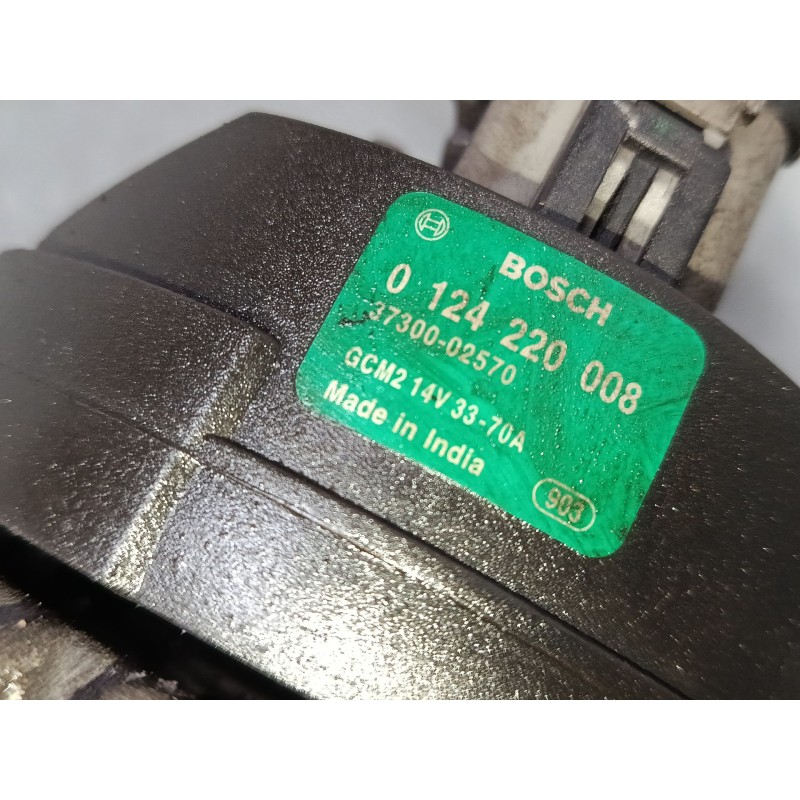 BOSCH
0 124 220 008
37300-02570
GCM2 14V 33-70A
Made in India
903